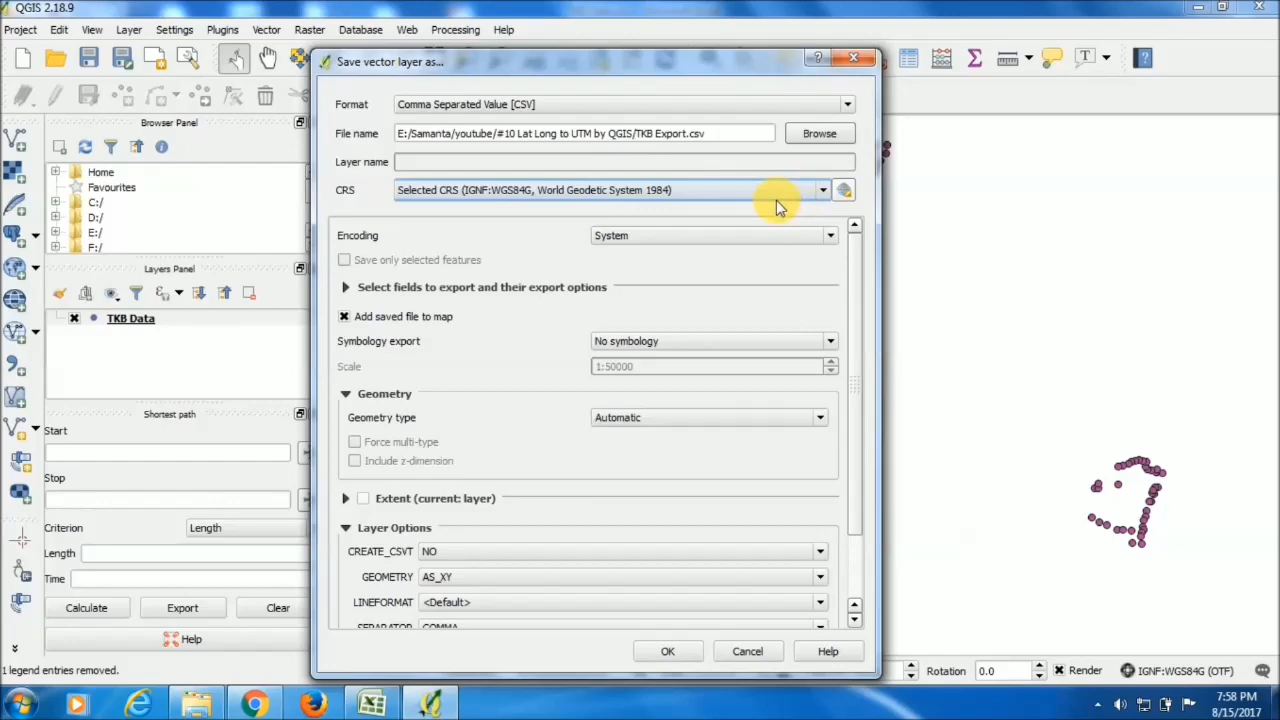 QGIS 2.18.9
Project Edit View Layer Settings Plugins Vector Raster Database Web Processing Help
Save vector layer as...
Format Comma Separated Value [CSV]
File name E:/Samanta/youtube/#10 Lat Long to UTM by QGIS/TKB Export.csv Browse
Layer name
CRS Selected CRS (IGNF:WGS84G, World Geodetic System 1984)
Encoding System
Save only selected features
Select fields to export and their export options
Add saved file to map
Symbology export No symbology
Scale 1:50000
Geometry
Geometry type Automatic
Force multi-type
Include z-dimension
Extent (current: layer)
Layer Options
CREATE_CSVT NO
GEOMETRY AS_XY
LINEFORMAT <Default>
SEPARATOR COMMA
OK Cancel Help
Browser Panel
Home
Favourites
C:/
D:/
E:/
F:/
Layers Panel
TKB Data
Shortest path
Start
Stop
Criterion Length
Length
Time
Calculate Export Clear
Help
1 legend entries removed.
Rotation 0.0 Render IGNF:WGS84G (OTF)
7:58 PM
8/15/2017